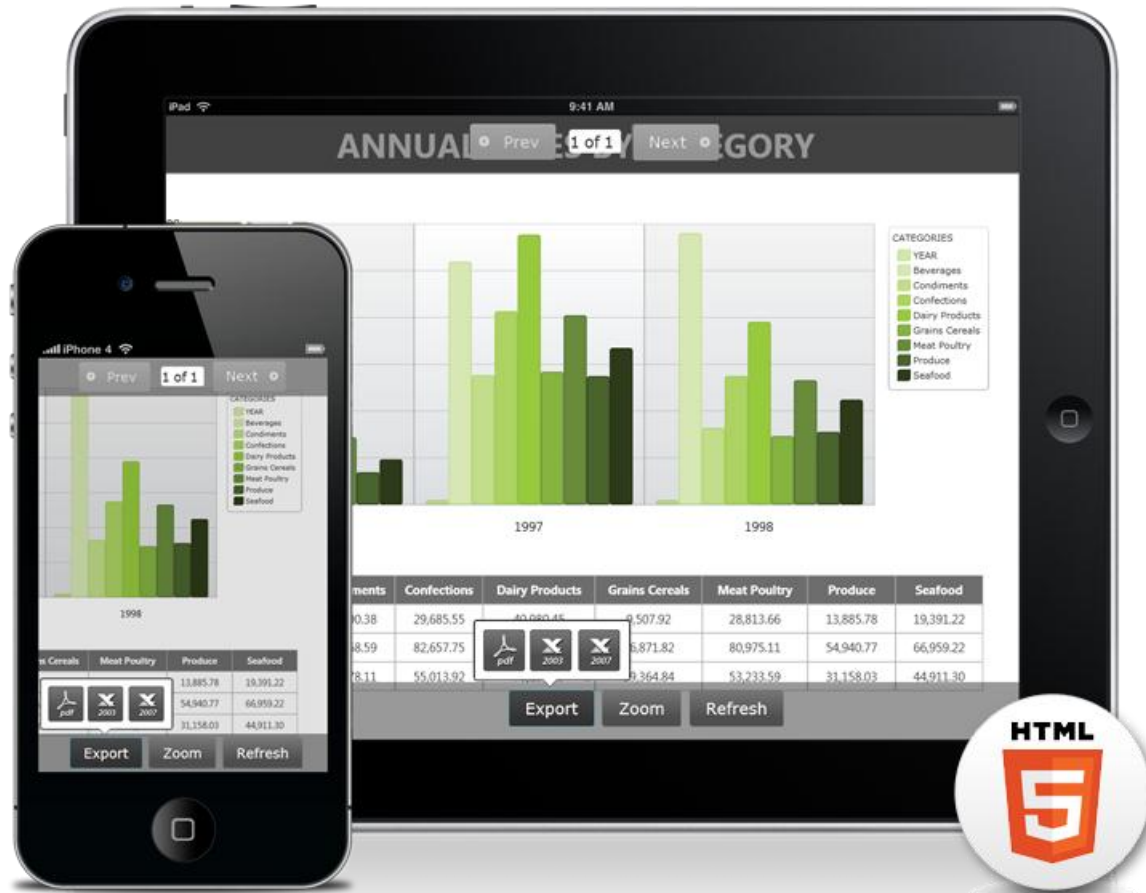 iPad 9:41 AM
ANNUAL BY GORY
Prev 1 of 1 Next
CATEGORIES
YEAR
Beverages
Condiments
Confections
Dairy Products
Grains Cereals
Meat Poultry
Produce
Seafood
1997 1998
Confections Dairy Products Grains Cereals Meat Poultry Produce Seafood
29,685.55 28,813.66 13,885.78 19,391.22
82,657.75 80,975.11 54,940.77 66,959.22
55,013.92 53,233.59 31,158.03 44,911.30
pdf 2003 2007
Export Zoom Refresh
iPhone 4
Prev 1 of 1 Next
CATEGORIES
YEAR
Beverages
Condiments
Confections
Dairy Products
Grains Cereals
Meat Poultry
Produce
Seafood
1998
Cereals Meat Poultry Produce Seafood
13,885.78 19,391.22
54,940.77 66,959.22
31,158.03 44,911.30
pdf 2003 2007
Export Zoom Refresh
HTML
5